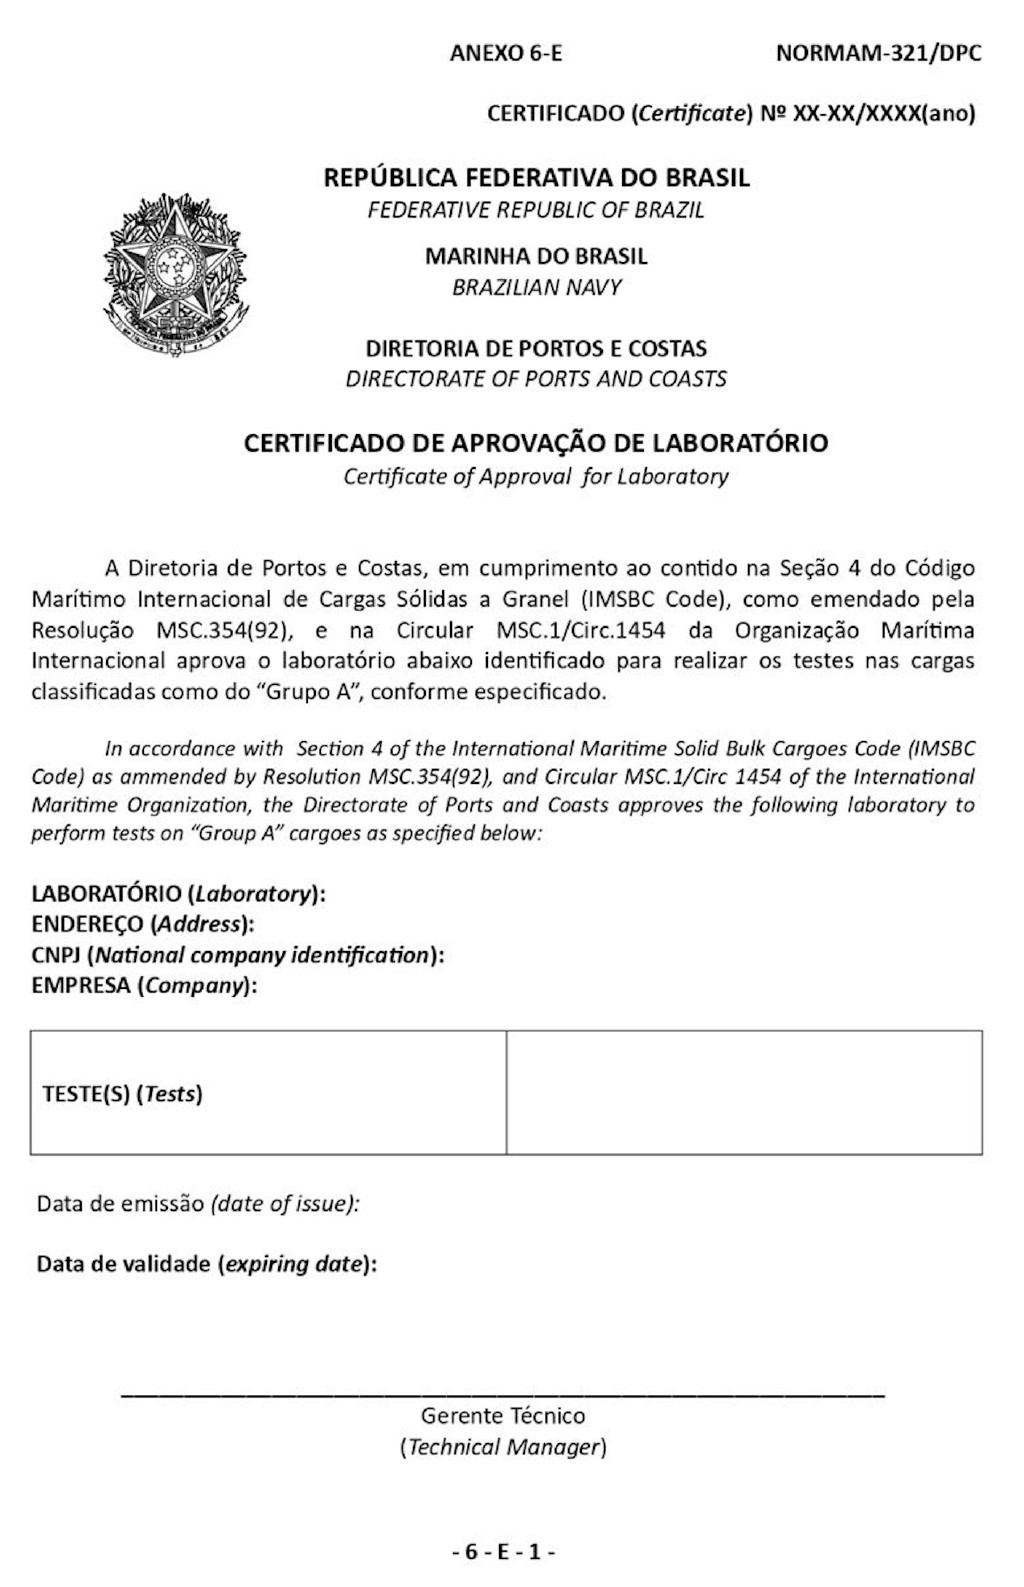 ANEXO 6-E NORMAM-321/DPC
CERTIFICADO (Certificate) Nº XX-XX/XXXX(ano)
REPÚBLICA FEDERATIVA DO BRASIL
FEDERATIVE REPUBLIC OF BRAZIL
MARINHA DO BRASIL
BRAZILIAN NAVY
DIRETORIA DE PORTOS E COSTAS
DIRECTORATE OF PORTS AND COASTS
CERTIFICADO DE APROVAÇÃO DE LABORATÓRIO
Certificate of Approval for Laboratory
A Diretoria de Portos e Costas, em cumprimento ao contido na Seção 4 do Código
Marítimo Internacional de Cargas Sólidas a Granel (IMSBC Code), como emendado pela
Resolução MSC.354(92), e na Circular MSC.1/Circ.1454 da Organização Marítima
Internacional aprova o laboratório abaixo identificado para realizar os testes nas cargas
classificadas como do “Grupo A”, conforme especificado.
In accordance with Section 4 of the International Maritime Solid Bulk Cargoes Code (IMSBC
Code) as ammended by Resolution MSC.354(92), and Circular MSC.1/Circ 1454 of the International
Maritime Organization, the Directorate of Ports and Coasts approves the following laboratory to
perform tests on “Group A” cargoes as specified below:
LABORATÓRIO (Laboratory):
ENDEREÇO (Address):
CNPJ (National company identification):
EMPRESA (Company):
TESTE(S) (Tests)
Data de emissão (date of issue):
Data de validade (expiring date):
Gerente Técnico
(Technical Manager)
- 6 - E - 1 -